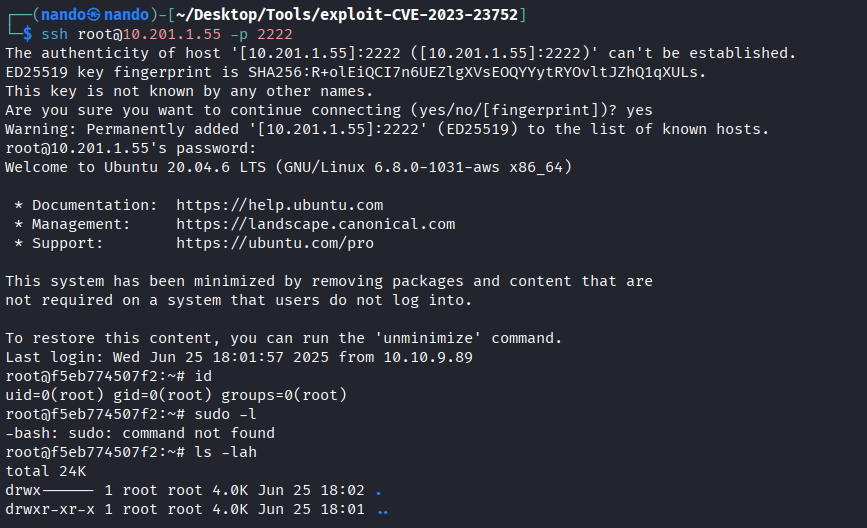 ┌──(nando㉿nando)-[~/Desktop/Tools/exploit-CVE-2023-23752]
└─$ ssh root@10.201.1.55 -p 2222
The authenticity of host '[10.201.1.55]:2222 ([10.201.1.55]:2222)' can't be established.
ED25519 key fingerprint is SHA256:R+olEiQCI7n6UEZlgXVsEOQYYytRYOvltJZhQ1qXULs.
This key is not known by any other names.
Are you sure you want to continue connecting (yes/no/[fingerprint])? yes
Warning: Permanently added '[10.201.1.55]:2222' (ED25519) to the list of known hosts.
root@10.201.1.55's password:
Welcome to Ubuntu 20.04.6 LTS (GNU/Linux 6.8.0-1031-aws x86_64)

 * Documentation:  https://help.ubuntu.com
 * Management:     https://landscape.canonical.com
 * Support:        https://ubuntu.com/pro

This system has been minimized by removing packages and content that are
not required on a system that users do not log into.

To restore this content, you can run the 'unminimize' command.
Last login: Wed Jun 25 18:01:57 2025 from 10.10.9.89
root@f5eb774507f2:~# id
uid=0(root) gid=0(root) groups=0(root)
root@f5eb774507f2:~# sudo -l
-bash: sudo: command not found
root@f5eb774507f2:~# ls -lah
total 24K
drwx------ 1 root root 4.0K Jun 25 18:02 .
drwxr-xr-x 1 root root 4.0K Jun 25 18:01 ..